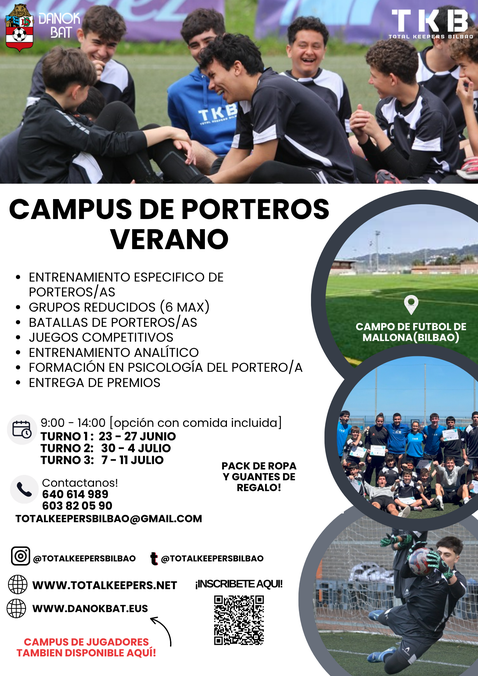 DANOK
BAT
TKB
TOTAL KEEPERS BILBAO
TKB
TOTAL KEEPERS BILBAO
CAMPUS DE PORTEROS
VERANO
• ENTRENAMIENTO ESPECIFICO DE
PORTEROS/AS
• GRUPOS REDUCIDOS (6 MAX)
• BATALLAS DE PORTEROS/AS
• JUEGOS COMPETITIVOS
• ENTRENAMIENTO ANALÍTICO
• FORMACIÓN EN PSICOLOGÍA DEL PORTERO/A
• ENTREGA DE PREMIOS
CAMPO DE FUTBOL DE
MALLONA(BILBAO)
9:00 - 14:00 [opción con comida incluida]
TURNO 1 : 23 - 27 JUNIO
TURNO 2: 30 - 4 JULIO
TURNO 3: 7 - 11 JULIO
PACK DE ROPA
Y GUANTES DE
REGALO!
Contactanos!
640 614 989
603 82 05 90
TOTALKEEPERSBILBAO@GMAIL.COM
@TOTALKEEPERSBILBAO
@TOTALKEEPERSBILBAO
WWW.TOTALKEEPERS.NET
¡INSCRIBETE AQUI!
WWW.DANOKBAT.EUS
CAMPUS DE JUGADORES
TAMBIEN DISPONIBLE AQUÍ!